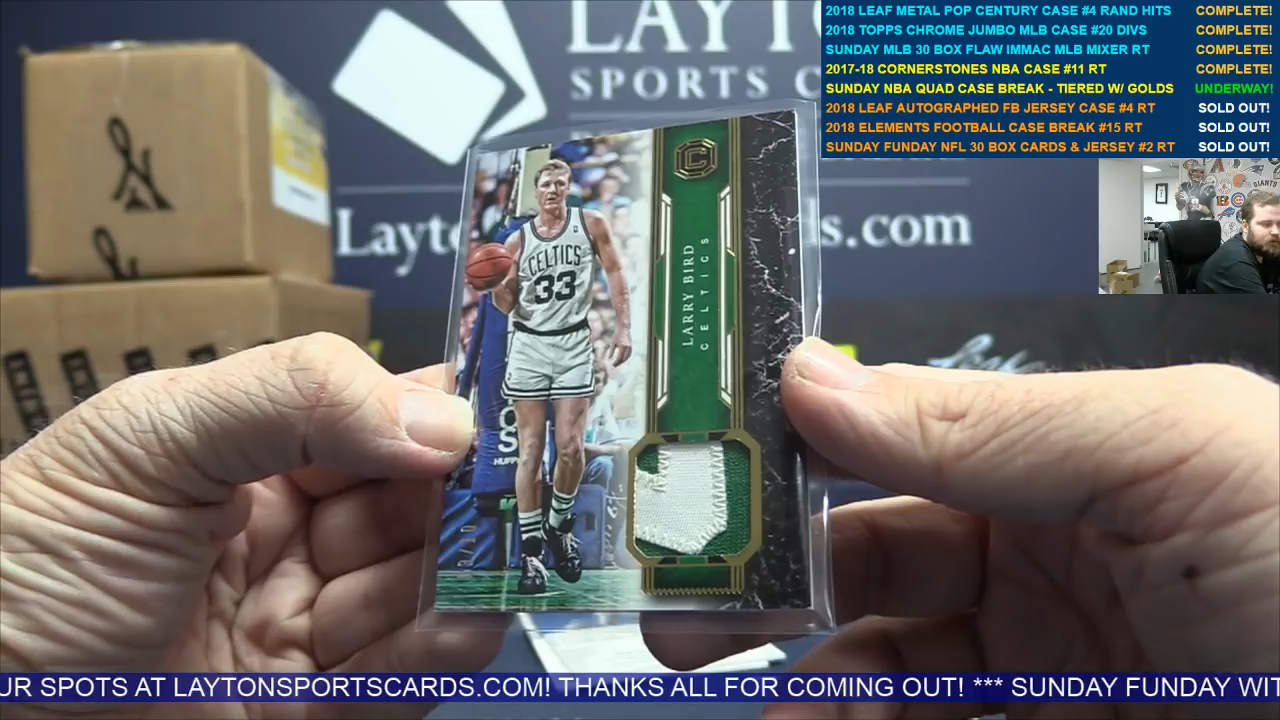 2018 LEAF METAL POP CENTURY CASE #4 RAND HITS COMPLETE!
2018 TOPPS CHROME JUMBO MLB CASE #20 DIVS COMPLETE!
SUNDAY MLB 30 BOX FLAW IMMAC MLB MIXER RT COMPLETE!
2017-18 CORNERSTONES NBA CASE #11 RT COMPLETE!
SUNDAY NBA QUAD CASE BREAK - TIERED W/ GOLDS UNDERWAY!
2018 LEAF AUTOGRAPHED FB JERSEY CASE #4 RT SOLD OUT!
2018 ELEMENTS FOOTBALL CASE BREAK #15 RT SOLD OUT!
SUNDAY FUNDAY NFL 30 BOX CARDS & JERSEY #2 RT SOLD OUT!
LAYT
SPORTS C
Layto
s.com
GIANTS
C
CELTICS
33
LARRY BIRD
CELTICS
UR SPOTS AT LAYTONSPORTSCARDS.COM! THANKS ALL FOR COMING OUT! *** SUNDAY FUNDAY WIT